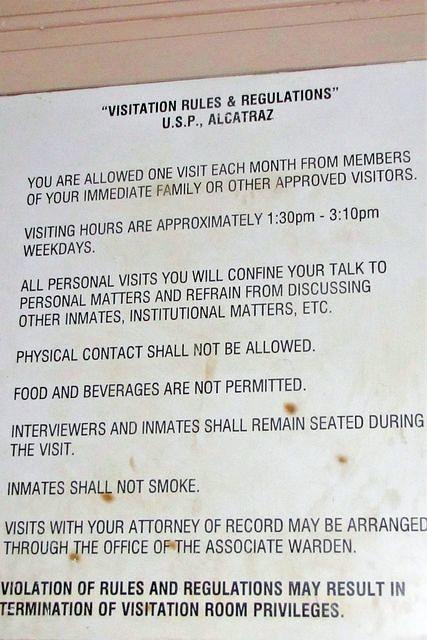 "VISITATION RULES & REGULATIONS"
U.S.P., ALCATRAZ
YOU ARE ALLOWED ONE VISIT EACH MONTH FROM MEMBERS
OF YOUR IMMEDIATE FAMILY OR OTHER APPROVED VISITORS.
VISITING HOURS ARE APPROXIMATELY 1:30pm - 3:10pm
WEEKDAYS.
ALL PERSONAL VISITS YOU WILL CONFINE YOUR TALK TO
PERSONAL MATTERS AND REFRAIN FROM DISCUSSING
OTHER INMATES, INSTITUTIONAL MATTERS, ETC.
PHYSICAL CONTACT SHALL NOT BE ALLOWED.
FOOD AND BEVERAGES ARE NOT PERMITTED.
INTERVIEWERS AND INMATES SHALL REMAIN SEATED DURING
THE VISIT.
INMATES SHALL NOT SMOKE.
VISITS WITH YOUR ATTORNEY OF RECORD MAY BE ARRANGED
THROUGH THE OFFICE OF THE ASSOCIATE WARDEN.
VIOLATION OF RULES AND REGULATIONS MAY RESULT IN
TERMINATION OF VISITATION ROOM PRIVILEGES.